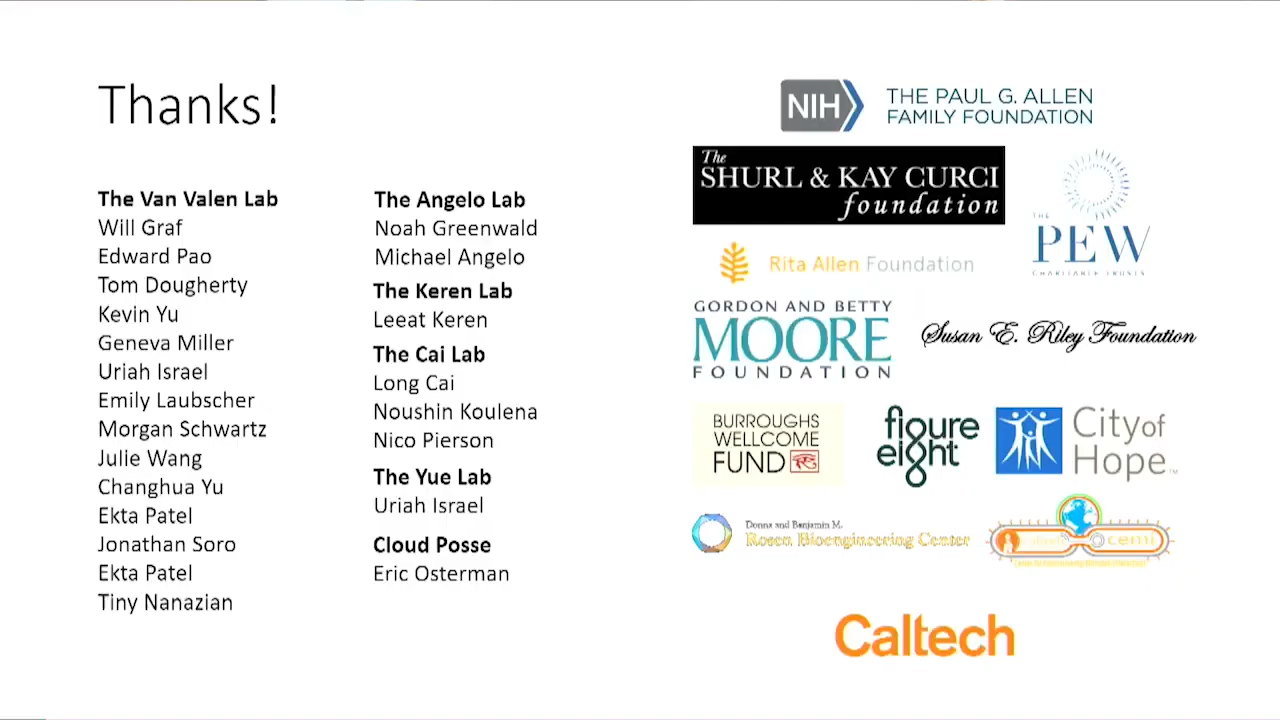 Thanks!
The Van Valen Lab
Will Graf
Edward Pao
Tom Dougherty
Kevin Yu
Geneva Miller
Uriah Israel
Emily Laubscher
Morgan Schwartz
Julie Wang
Changhua Yu
Ekta Patel
Jonathan Soro
Ekta Patel
Tiny Nanazian
The Angelo Lab
Noah Greenwald
Michael Angelo
The Keren Lab
Leeat Keren
The Cai Lab
Long Cai
Noushin Koulena
Nico Pierson
The Yue Lab
Uriah Israel
Cloud Posse
Eric Osterman
NIH
THE PAUL G. ALLEN
FAMILY FOUNDATION
The
SHURL & KAY CURCI
foundation
THE
PEW
CHARITABLE TRUSTS
Rita Allen Foundation
GORDON AND BETTY
MOORE
FOUNDATION
Susan E. Riley Foundation
BURROUGHS
WELLCOME
FUND
figure
eight
City of
Hope
TM
Donna and Benjamin M.
Rosen Bioengineering Center
cemi
Caltech